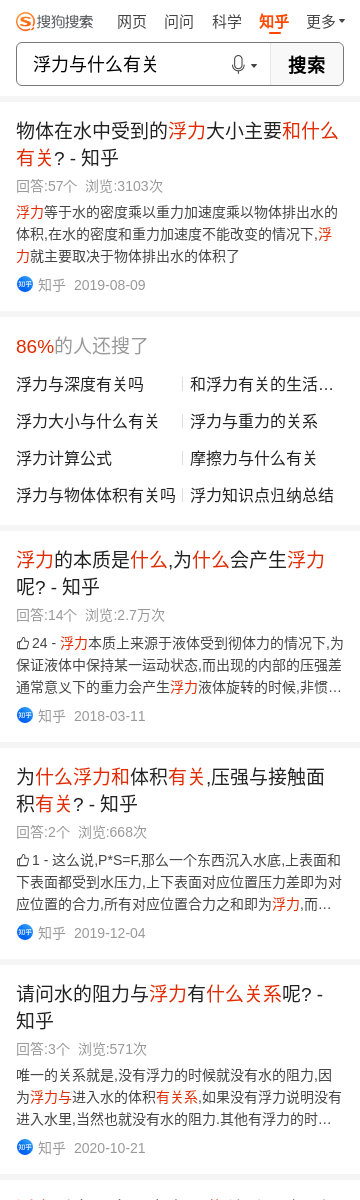 搜狗搜索 网页 问问 科学 知乎 更多
浮力与什么有关 搜索
物体在水中受到的浮力大小主要和什么
有关? - 知乎
回答:57个 浏览:3103次
浮力等于水的密度乘以重力加速度乘以物体排出水的
体积,在水的密度和重力加速度不能改变的情况下,浮
力就主要取决于物体排出水的体积了
知乎 知乎 2019-08-09
86%的人还搜了
浮力与深度有关吗 和浮力有关的生活…
浮力大小与什么有关 浮力与重力的关系
浮力计算公式 摩擦力与什么有关
浮力与物体体积有关吗 浮力知识点归纳总结
浮力的本质是什么,为什么会产生浮力
呢? - 知乎
回答:14个 浏览:2.7万次
24 - 浮力本质上来源于液体受到彻体力的情况下,为
保证液体中保持某一运动状态,而出现的内部的压强差
通常意义下的重力会产生浮力液体旋转的时候,非惯…
知乎 知乎 2018-03-11
为什么浮力和体积有关,压强与接触面
积有关? - 知乎
回答:2个 浏览:668次
1 - 这么说,P*S=F,那么一个东西沉入水底,上表面和
下表面都受到水压力,上下表面对应位置压力差即为对
应位置的合力,所有对应位置合力之和即为浮力,而…
知乎 知乎 2019-12-04
请问水的阻力与浮力有什么关系呢? -
知乎
回答:3个 浏览:571次
唯一的关系就是,没有浮力的时候就没有水的阻力,因
为浮力与进入水的体积有关系,如果没有浮力说明没有
进入水里,当然也就没有水的阻力.其他有浮力的时…
知乎 知乎 2020-10-21